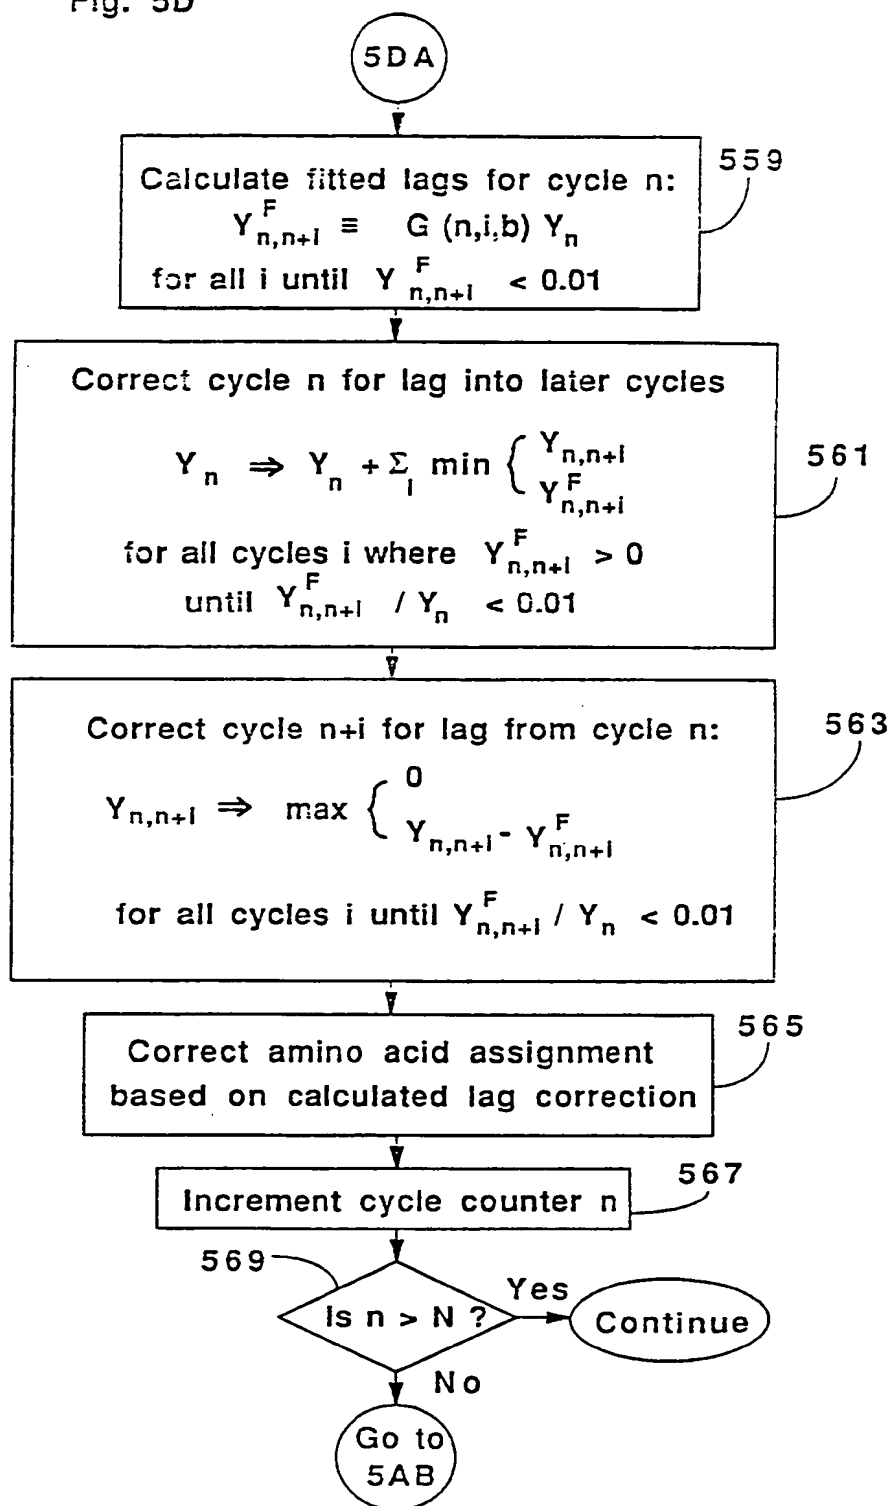 Fig. 5D
5DA
559
Calculate fitted lags for cycle n:
Y^F_{n,n+i} ≡ G (n,i,b) Y_n
for all i until Y^F_{n,n+i} < 0.01
561
Correct cycle n for lag into later cycles
Y_n ⇒ Y_n + Σ_i min { Y_{n,n+i}
Y^F_{n,n+i}
for all cycles i where Y^F_{n,n+i} > 0
until Y^F_{n,n+i} / Y_n < 0.01
563
Correct cycle n+i for lag from cycle n:
Y_{n,n+i} ⇒ max { 0
Y_{n,n+i} - Y^F_{n,n+i}
for all cycles i until Y^F_{n,n+i} / Y_n < 0.01
565
Correct amino acid assignment
based on calculated lag correction
567
Increment cycle counter n
569
Is n > N ?
Yes
Continue
No
Go to
5AB